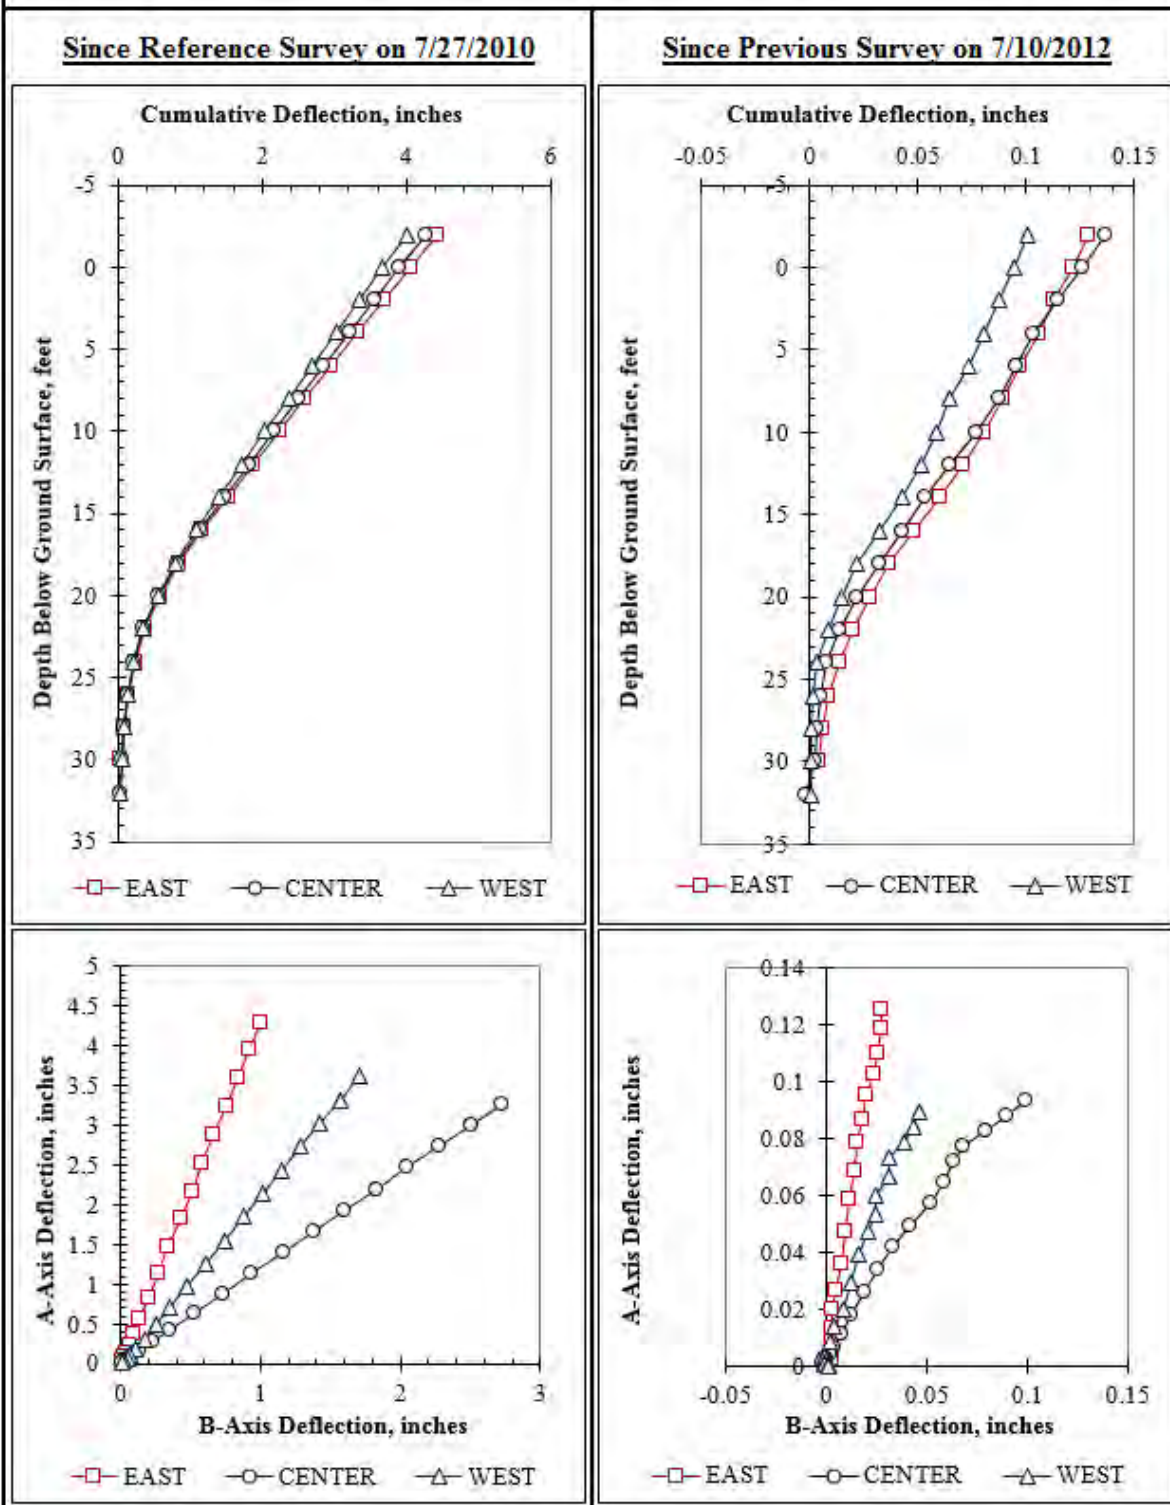 Since Reference Survey on 7/27/2010
Cumulative Deflection, inches
0 2 4 6
-5
0
5
10
15
20
25
30
35
Depth Below Ground Surface, feet
EAST CENTER WEST
Since Previous Survey on 7/10/2012
Cumulative Deflection, inches
-0.05 0 0.05 0.1 0.15
-5
0
5
10
15
20
25
30
35
Depth Below Ground Surface, feet
EAST CENTER WEST
5
4.5
4
3.5
3
2.5
2
1.5
1
0.5
0
A-Axis Deflection, inches
0 1 2 3
B-Axis Deflection, inches
EAST CENTER WEST
0.14
0.12
0.1
0.08
0.06
0.04
0.02
0
A-Axis Deflection, inches
-0.05 0 0.05 0.1 0.15
B-Axis Deflection, inches
EAST CENTER WEST